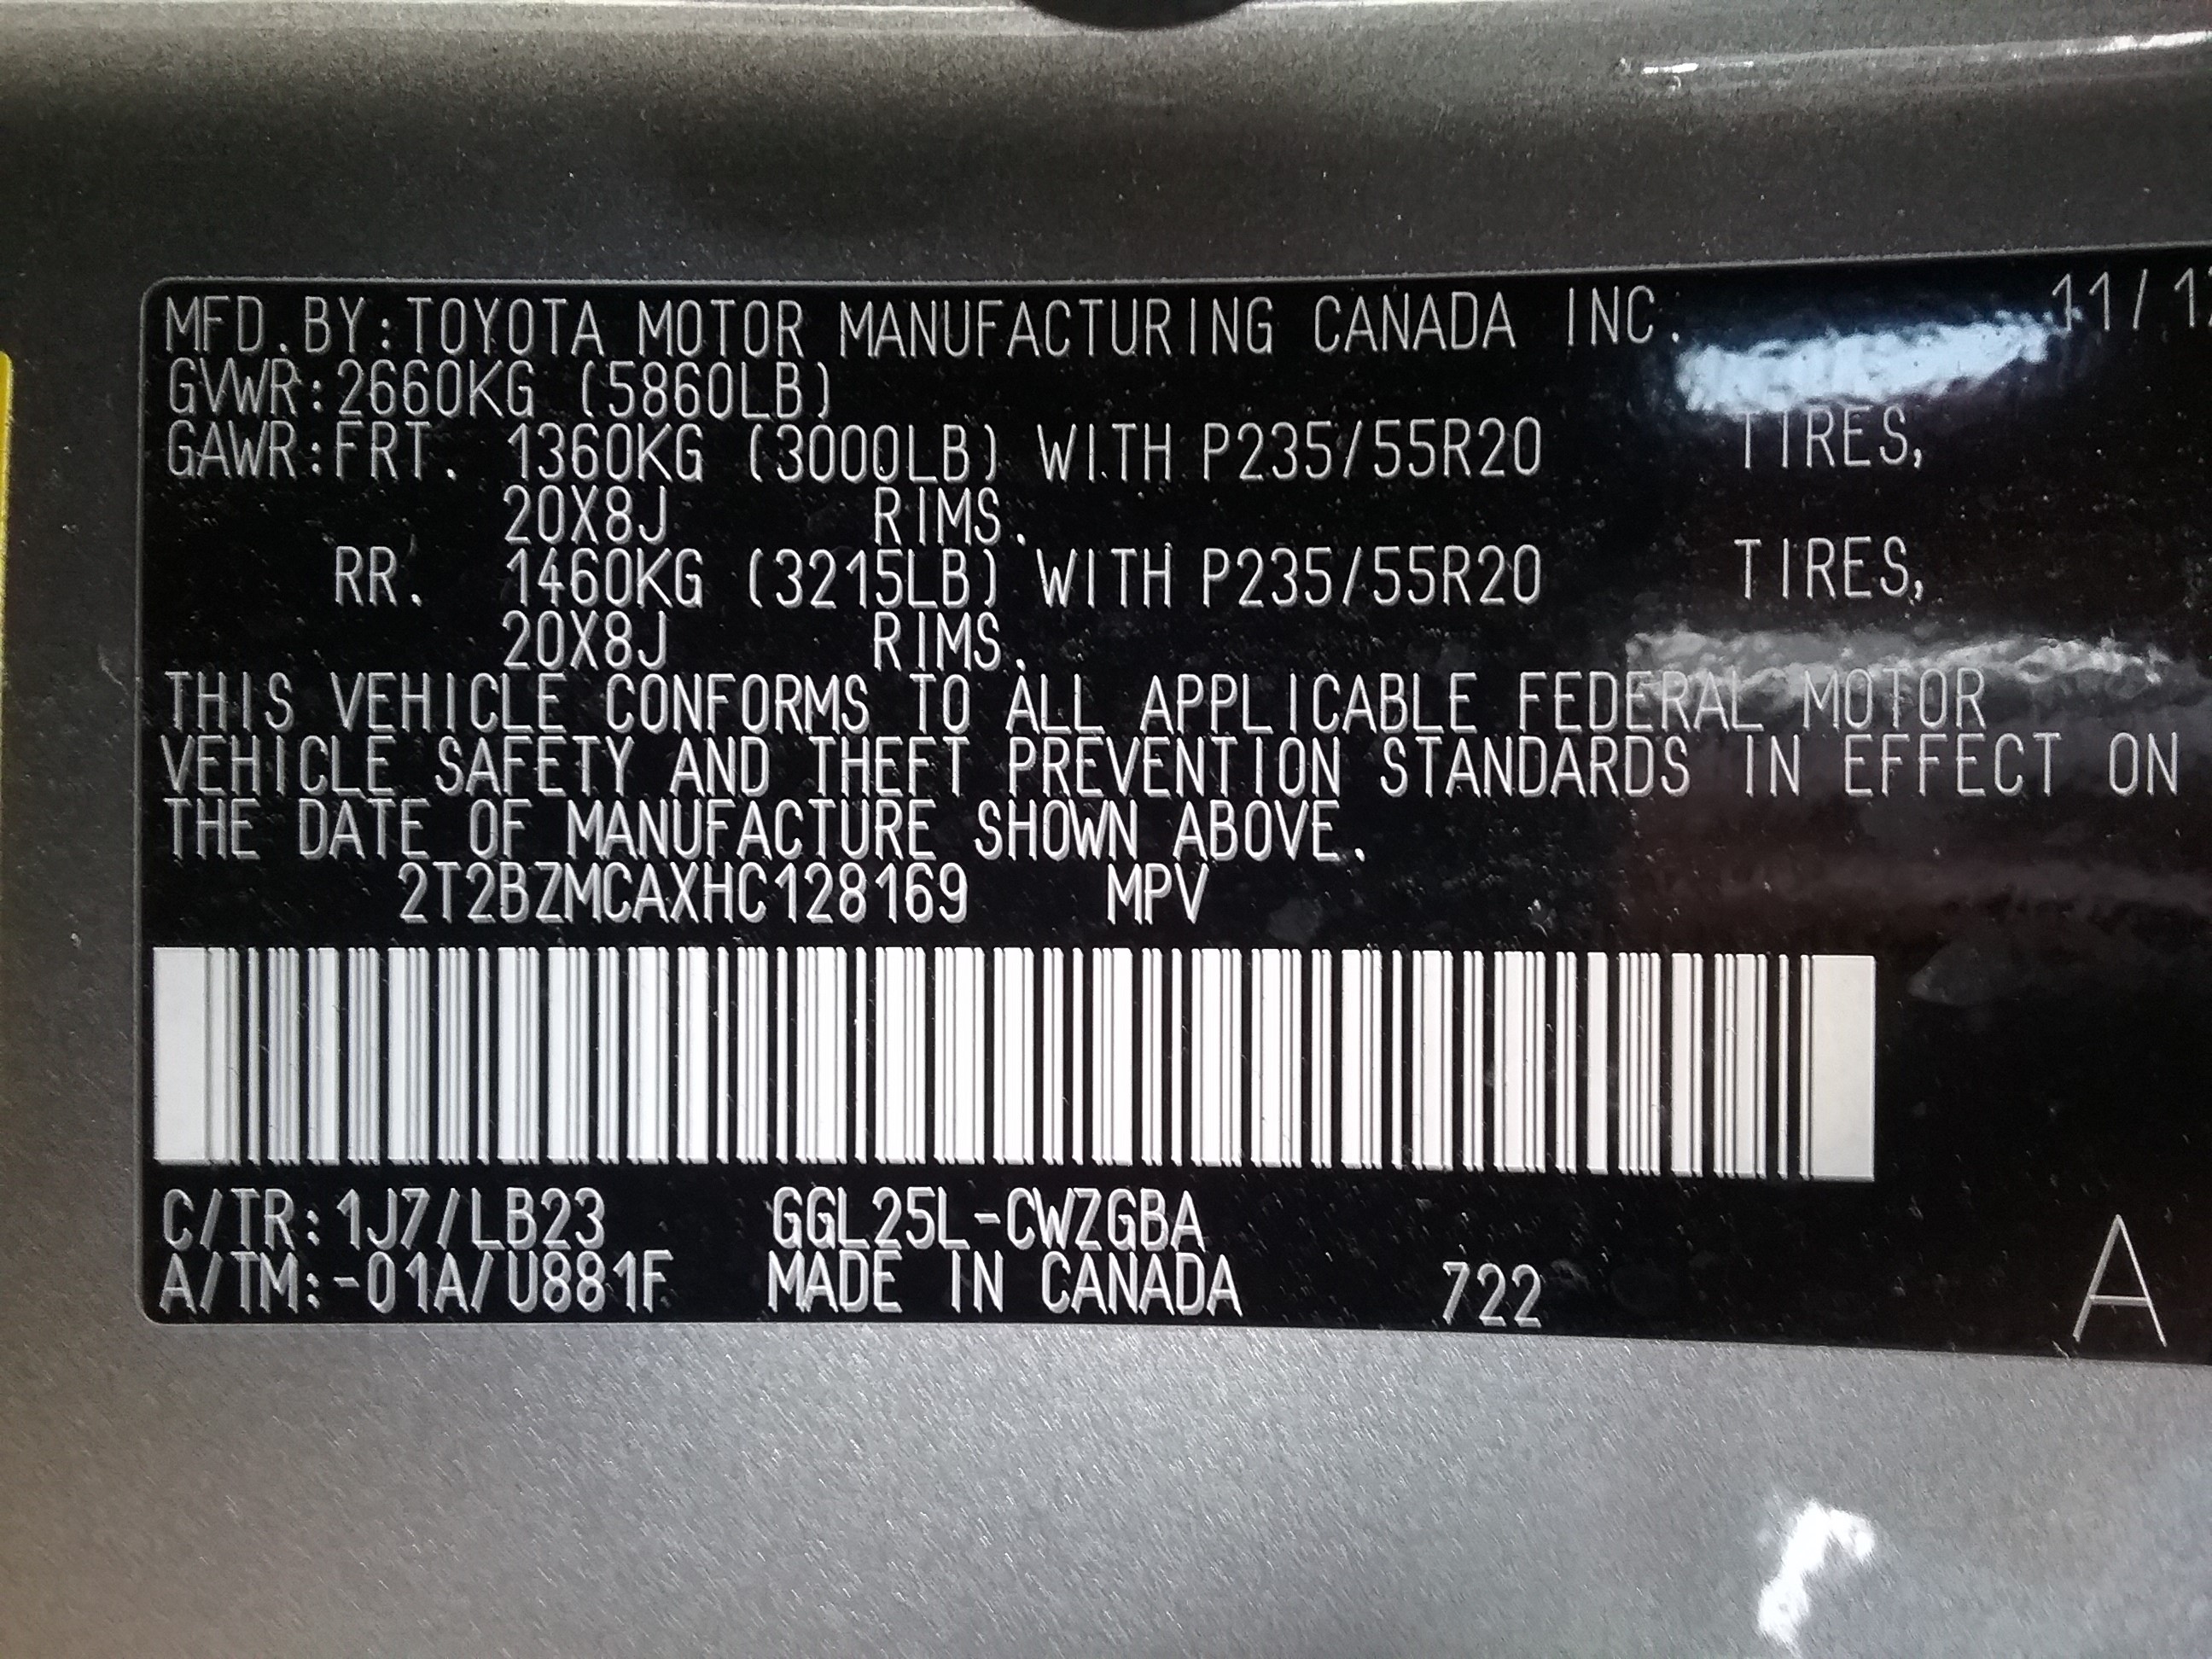 MFD.BY:TOYOTA MOTOR MANUFACTURING CANADA INC. 11/1
GVWR:2660KG (5860LB)
GAWR:FRT. 1360KG (3000LB) WITH P235/55R20 TIRES,
20X8J RIMS.
RR. 1460KG (3215LB) WITH P235/55R20 TIRES,
20X8J RIMS.
THIS VEHICLE CONFORMS TO ALL APPLICABLE FEDERAL MOTOR
VEHICLE SAFETY AND THEFT PREVENTION STANDARDS IN EFFECT ON
THE DATE OF MANUFACTURE SHOWN ABOVE.
2T2BZMCAXHC128169 MPV
C/TR:1J7/LB23 GGL25L-CWZGBA
A/TM:-01A/U881F MADE IN CANADA 722 A